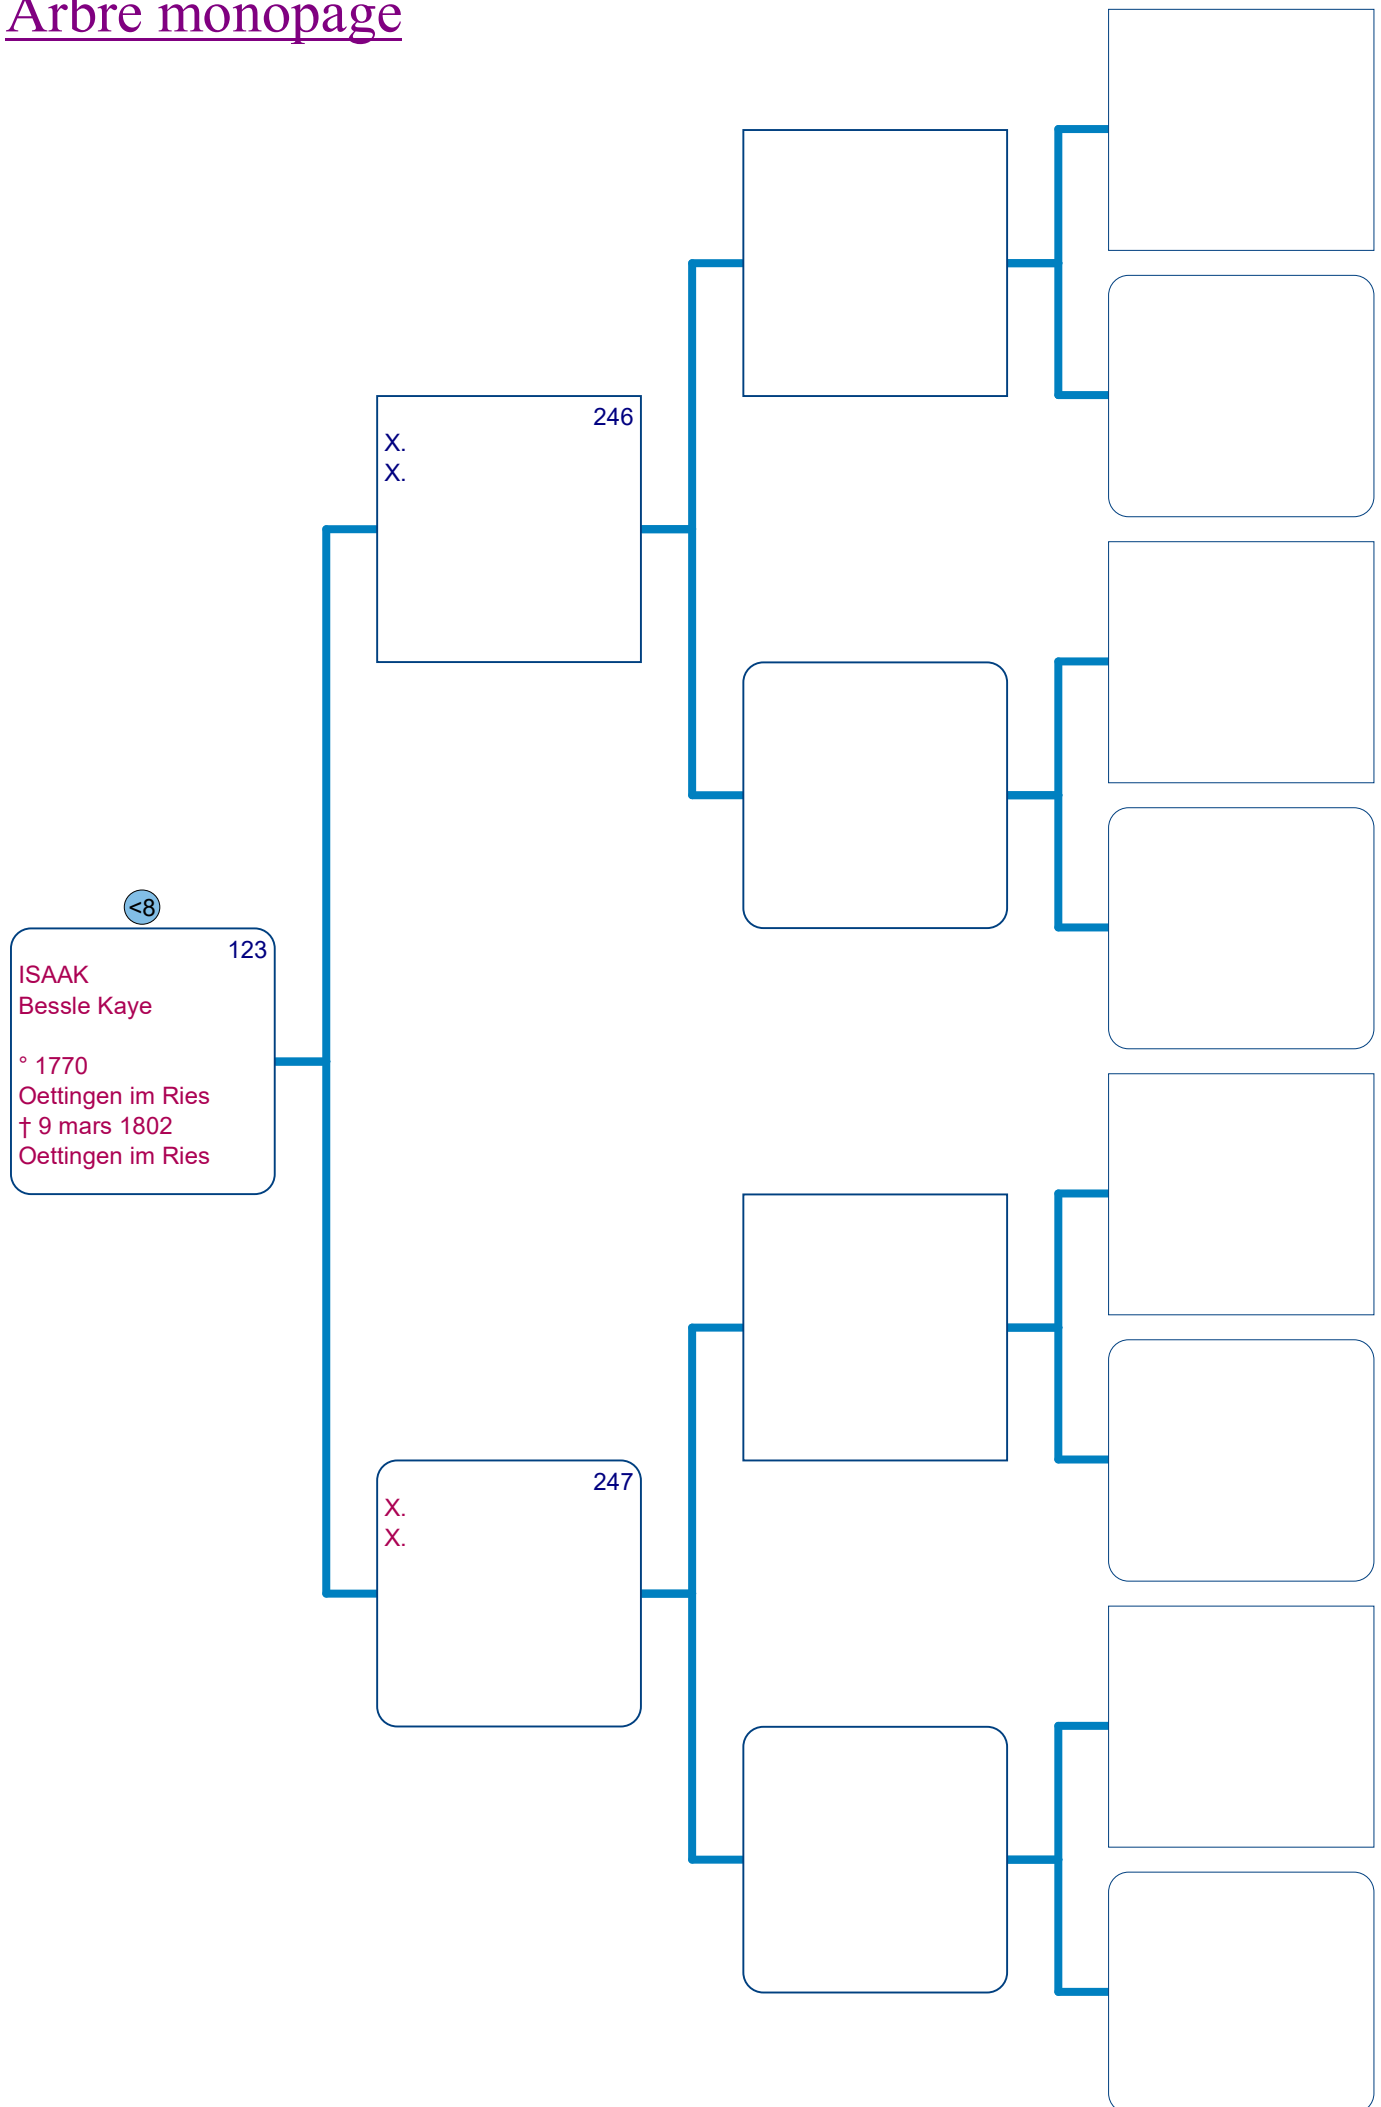 Arbre monopage
246
X.
X.
<8
123
ISAAK
Bessle Kaye
° 1770
Oettingen im Ries
† 9 mars 1802
Oettingen im Ries
247
X.
X.